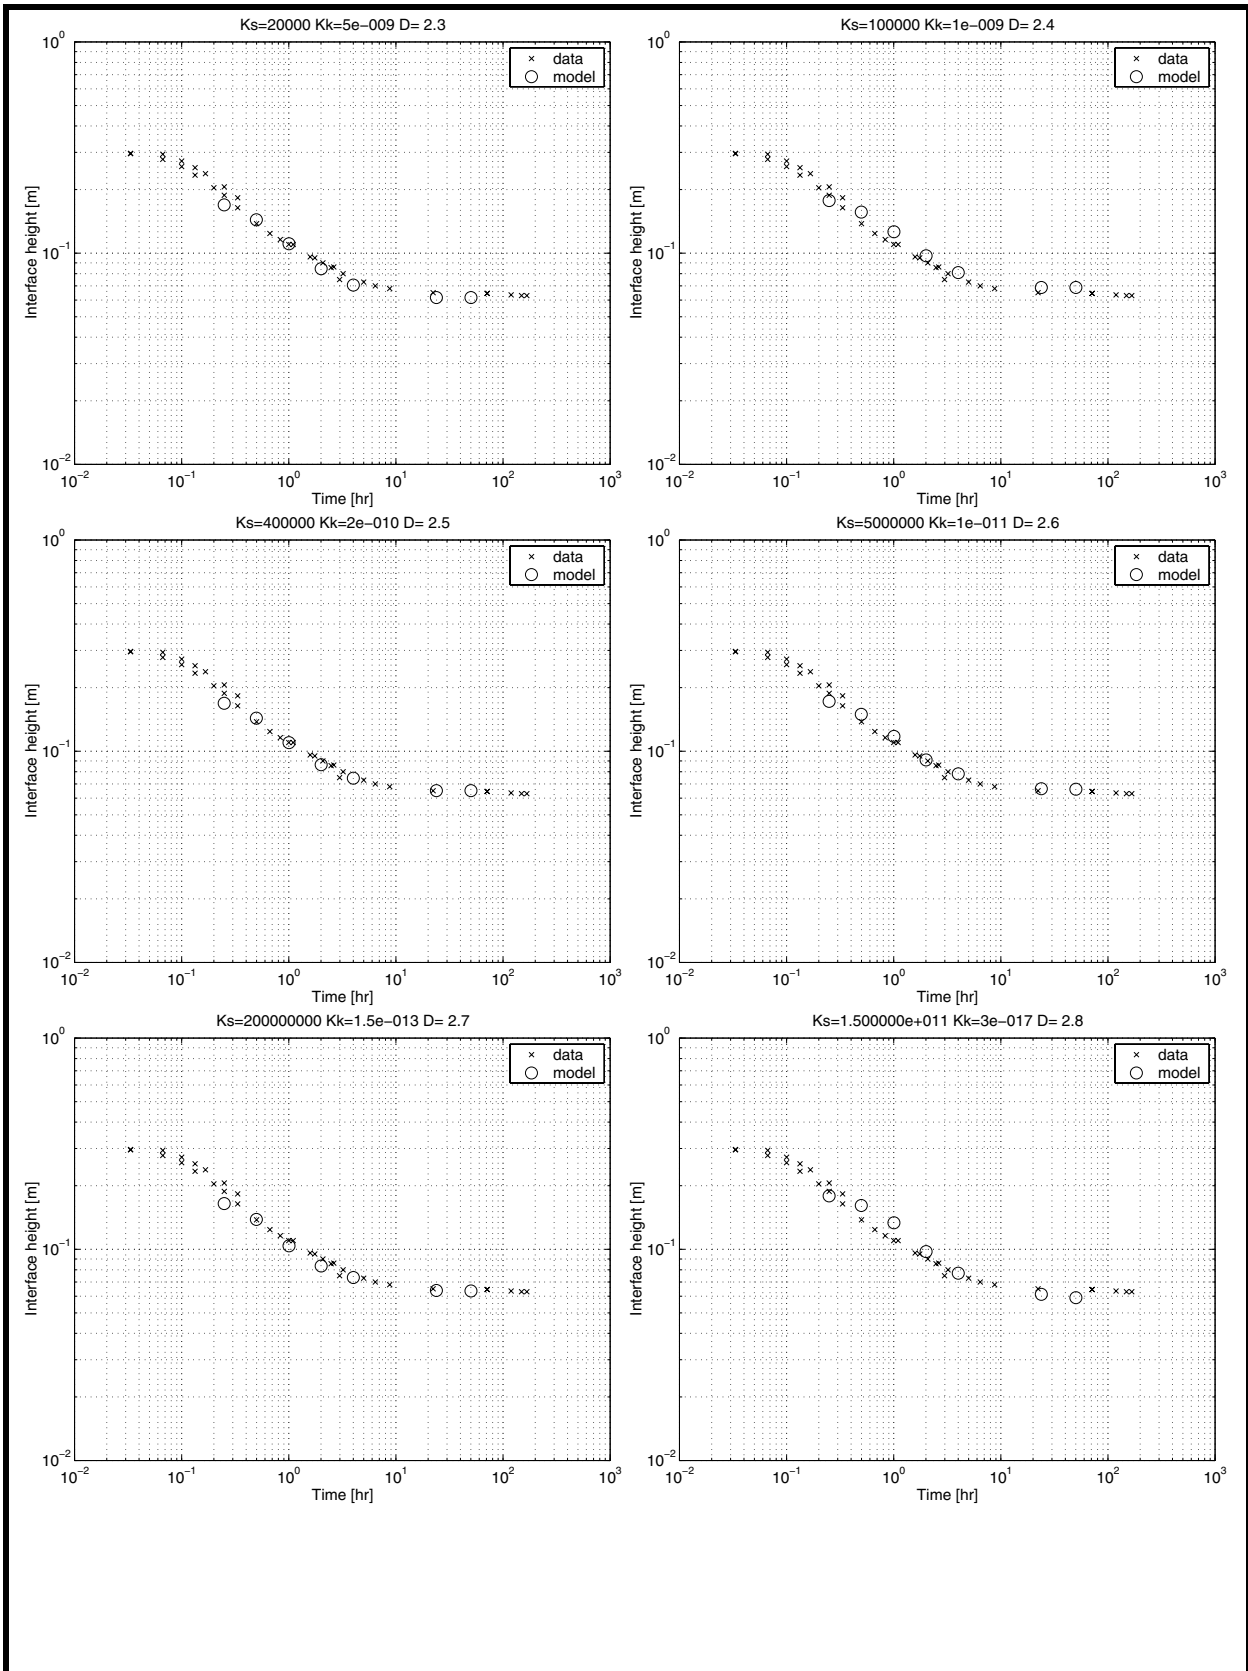 Ks=20000 Kk=5e−009 D= 2.3
10^0
data
model
10^−1
Interface height [m]
10^−2
10^−2 10^−1 10^0 10^1 10^2 10^3
Time [hr]
Ks=100000 Kk=1e−009 D= 2.4
10^0
data
model
10^−1
Interface height [m]
10^−2
10^−2 10^−1 10^0 10^1 10^2 10^3
Time [hr]
Ks=400000 Kk=2e−010 D= 2.5
10^0
data
model
10^−1
Interface height [m]
10^−2
10^−2 10^−1 10^0 10^1 10^2 10^3
Time [hr]
Ks=5000000 Kk=1e−011 D= 2.6
10^0
data
model
10^−1
Interface height [m]
10^−2
10^−2 10^−1 10^0 10^1 10^2 10^3
Time [hr]
Ks=200000000 Kk=1.5e−013 D= 2.7
10^0
data
model
10^−1
Interface height [m]
10^−2
10^−2 10^−1 10^0 10^1 10^2 10^3
Time [hr]
Ks=1.500000e+011 Kk=3e−017 D= 2.8
10^0
data
model
10^−1
Interface height [m]
10^−2
10^−2 10^−1 10^0 10^1 10^2 10^3
Time [hr]